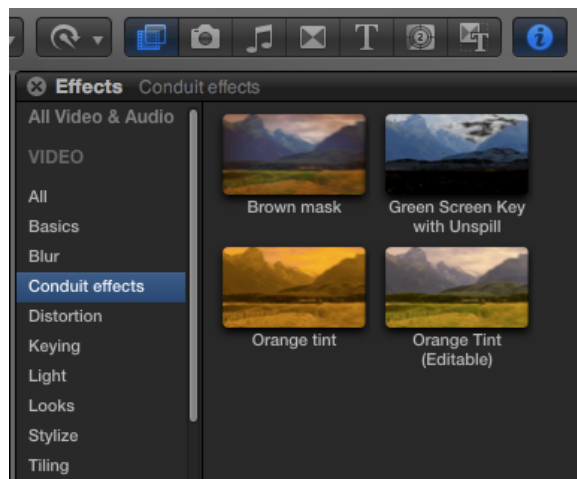 T
2
T
i
Effects Conduit effects
All Video & Audio
VIDEO
All
Basics
Blur
Conduit effects
Distortion
Keying
Light
Looks
Stylize
Tiling
Brown mask
Green Screen Key
with Unspill
Orange tint
Orange Tint
(Editable)